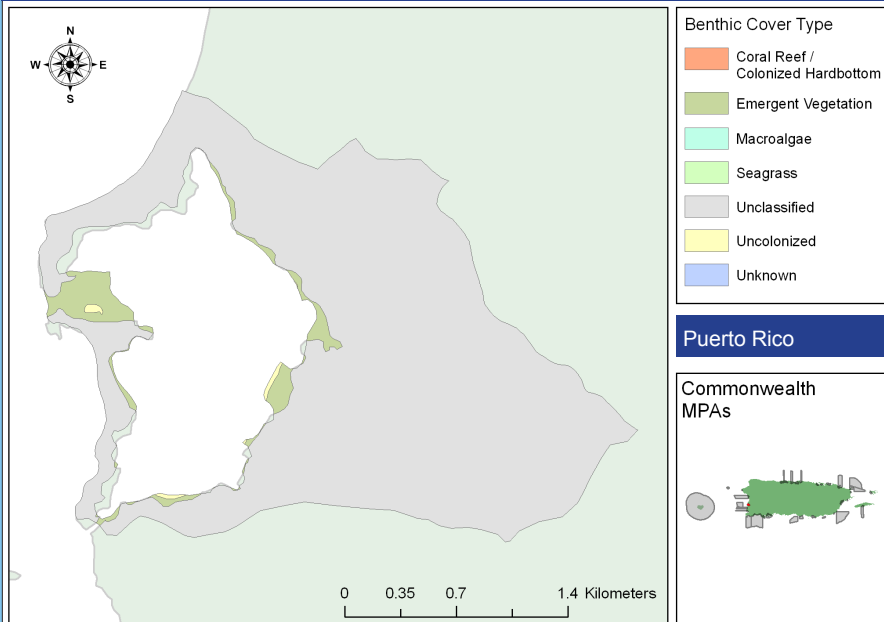 N
W E
S
Benthic Cover Type
Coral Reef /
Colonized Hardbottom
Emergent Vegetation
Macroalgae
Seagrass
Unclassified
Uncolonized
Unknown
Puerto Rico
Commonwealth
MPAs
0 0.35 0.7 1.4 Kilometers